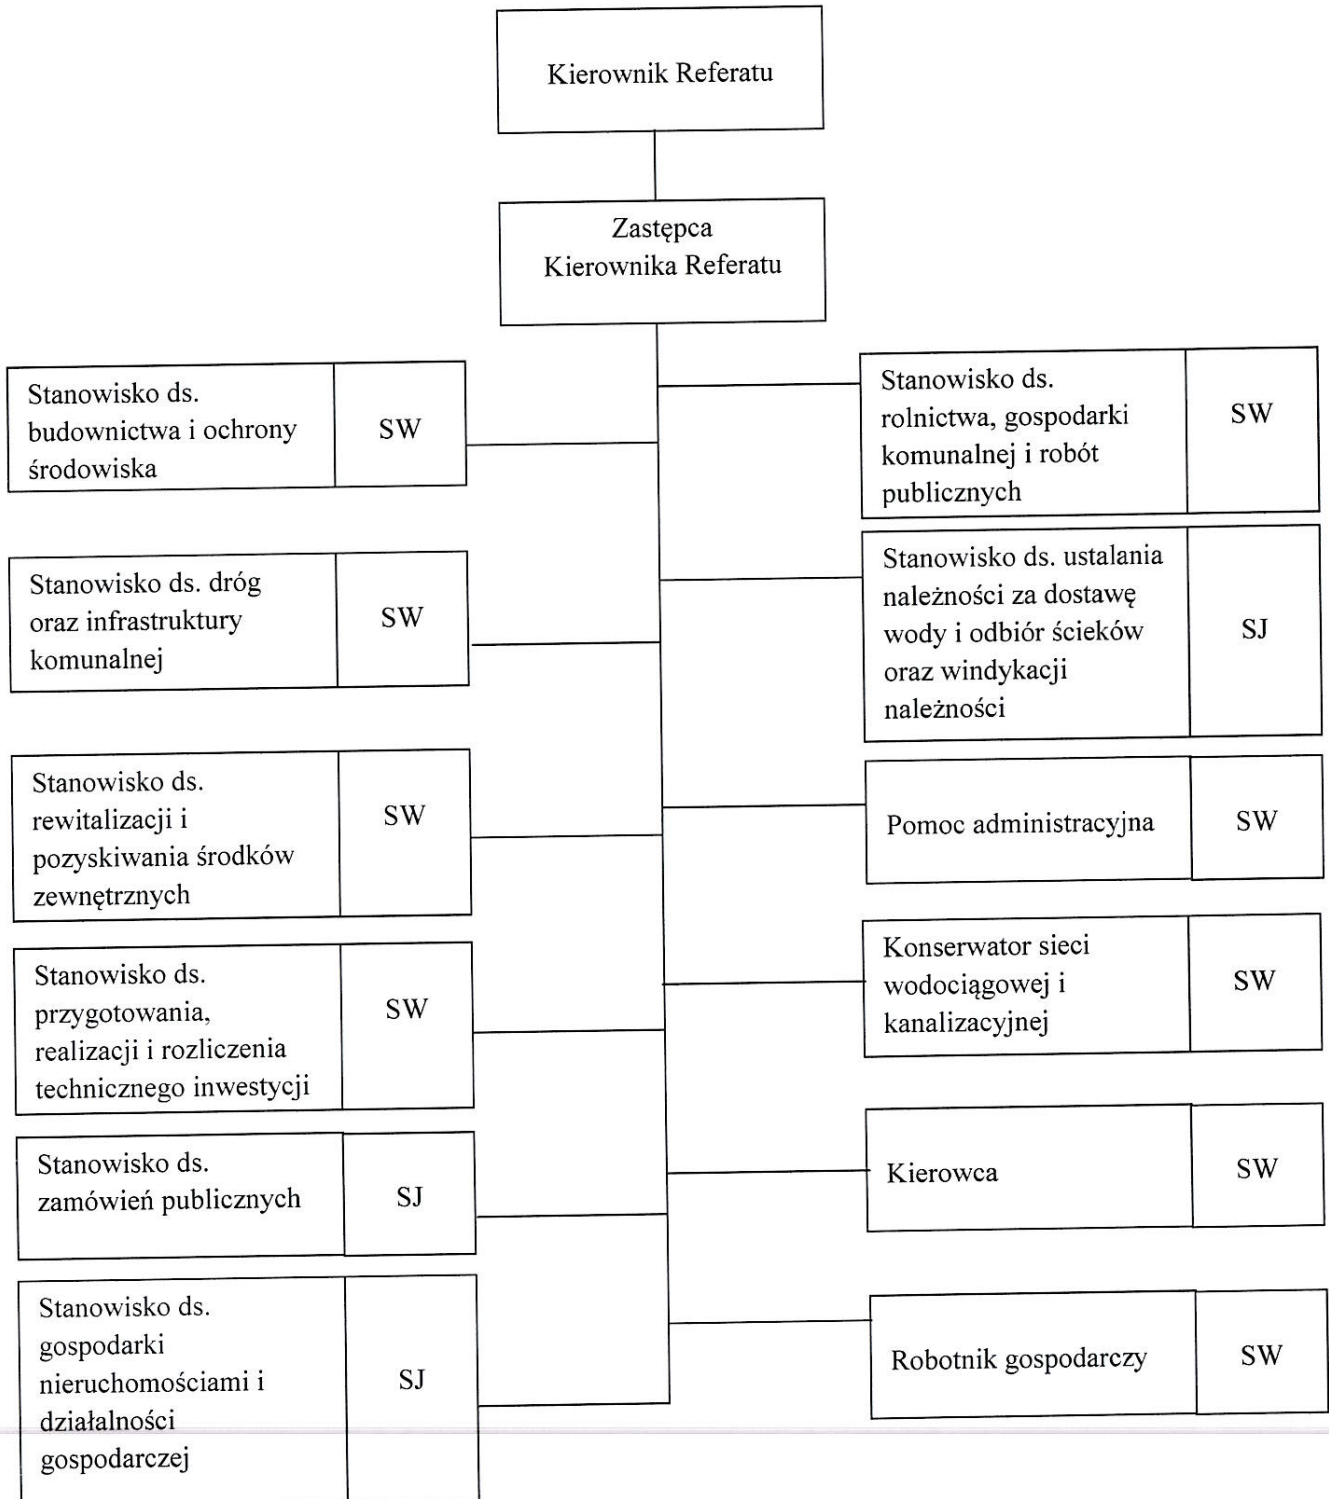 Kierownik Referatu
Zastępca
Kierownika Referatu
Stanowisko ds.
budownictwa i ochrony
środowiska
SW
Stanowisko ds. dróg
oraz infrastruktury
komunalnej
SW
Stanowisko ds.
rewitalizacji i
pozyskiwania środków
zewnętrznych
SW
Stanowisko ds.
przygotowania,
realizacji i rozliczenia
technicznego inwestycji
SW
Stanowisko ds.
zamówień publicznych
SJ
Stanowisko ds.
gospodarki
nieruchomościami i
działalności
gospodarczej
SJ
Stanowisko ds.
rolnictwa, gospodarki
komunalnej i robót
publicznych
SW
Stanowisko ds. ustalania
należności za dostawę
wody i odbiór ścieków
oraz windykacji
należności
SJ
Pomoc administracyjna
SW
Konserwator sieci
wodociągowej i
kanalizacyjnej
SW
Kierowca
SW
Robotnik gospodarczy
SW